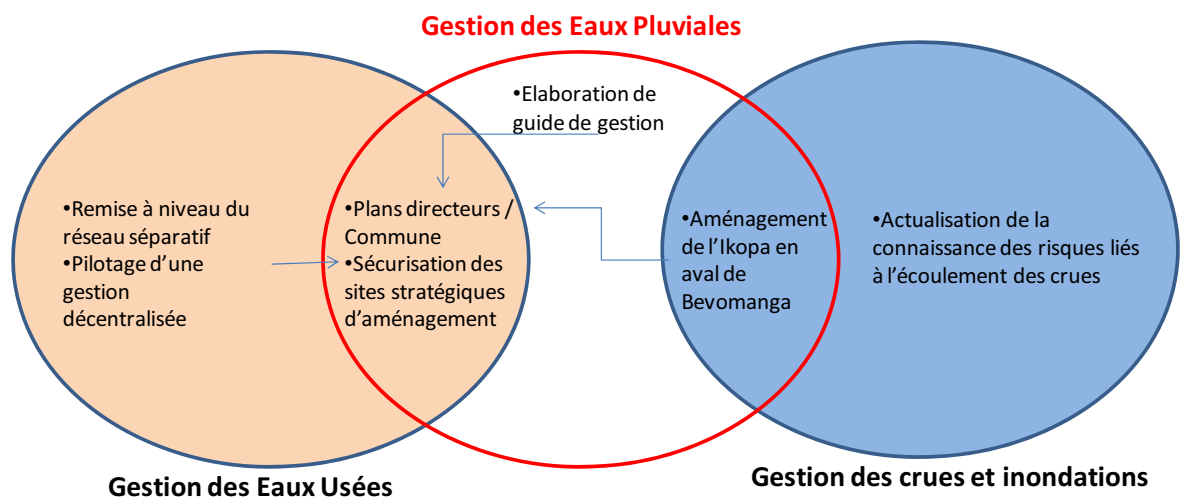 Gestion des Eaux Pluviales
•Elaboration de
guide de gestion
•Remise à niveau du
réseau séparatif
•Pilotage d’une
gestion
décentralisée
•Plans directeurs /
Commune
•Sécurisation des
sites stratégiques
d’aménagement
•Aménagement
de l’Ikopa en
aval de
Bevomanga
•Actualisation de la
connaissance des risques liés
à l’écoulement des crues
Gestion des Eaux Usées
Gestion des crues et inondations